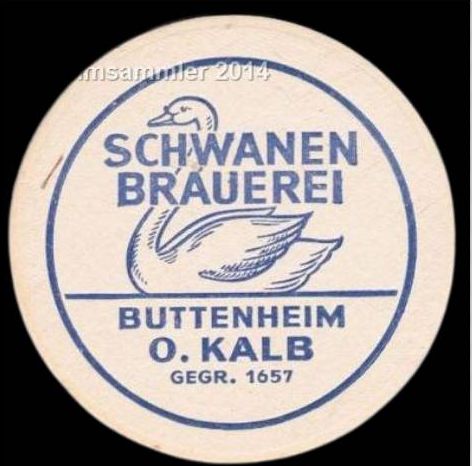 msammler 2014
SCHWANEN
BRAUEREI
BUTTENHEIM
O. KALB
GEGR. 1657